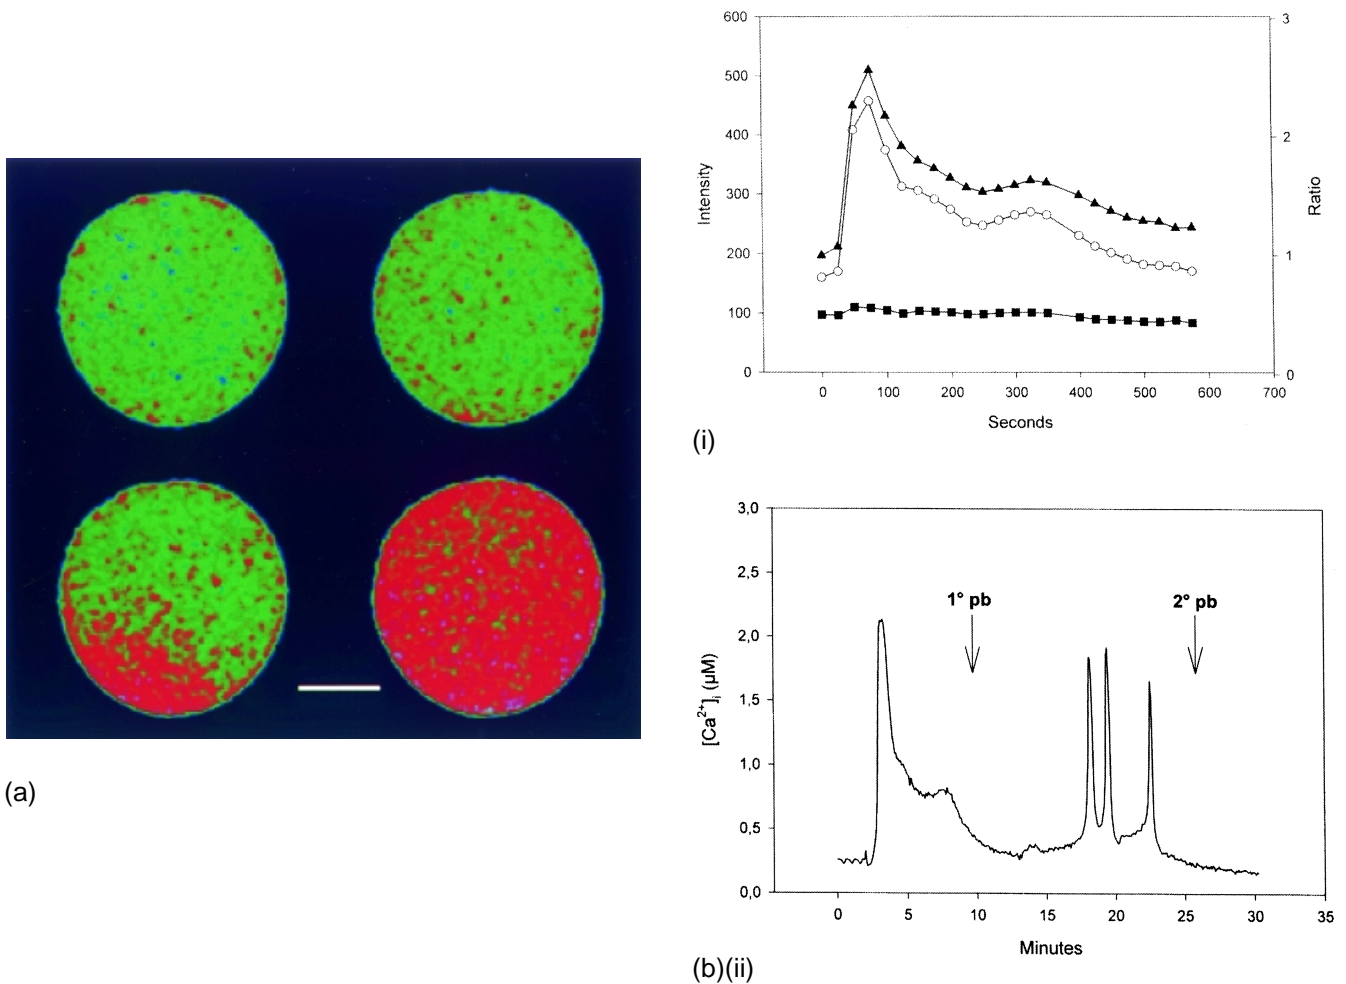 600
500
400
300
200
100
0
Intensity
3
2
1
0
Ratio
0 100 200 300 400 500 600 700
Seconds
(i)
3,0
2,5
2,0
1,5
1,0
0,5
0,0
[Ca2+]i (µM)
1° pb 2° pb
0 5 10 15 20 25 30 35
Minutes
(a)
(b)(ii)